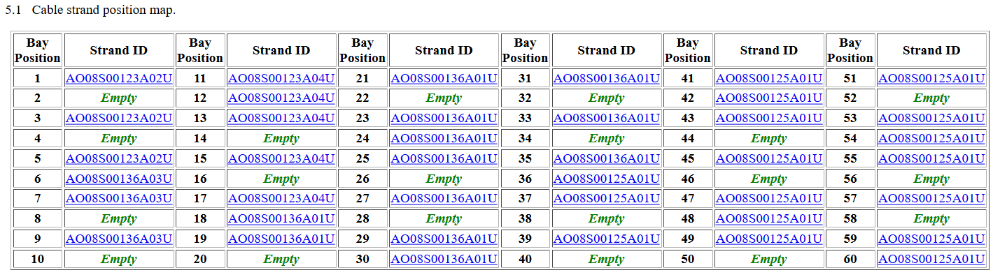 5.1 Cable strand position map.
Bay Position Strand ID Bay Position Strand ID Bay Position Strand ID Bay Position Strand ID Bay Position Strand ID Bay Position Strand ID
1 AO08S00123A02U 11 AO08S00123A04U 21 AO08S00136A01U 31 AO08S00136A01U 41 AO08S00125A01U 51 AO08S00125A01U
2 Empty 12 AO08S00123A04U 22 Empty 32 Empty 42 AO08S00125A01U 52 Empty
3 AO08S00123A02U 13 AO08S00123A04U 23 AO08S00136A01U 33 AO08S00136A01U 43 AO08S00125A01U 53 AO08S00125A01U
4 Empty 14 Empty 24 AO08S00136A01U 34 Empty 44 Empty 54 AO08S00125A01U
5 AO08S00123A02U 15 AO08S00123A04U 25 AO08S00136A01U 35 AO08S00136A01U 45 AO08S00125A01U 55 AO08S00125A01U
6 AO08S00136A03U 16 Empty 26 Empty 36 AO08S00125A01U 46 Empty 56 Empty
7 AO08S00136A03U 17 AO08S00123A04U 27 AO08S00136A01U 37 AO08S00125A01U 47 AO08S00125A01U 57 AO08S00125A01U
8 Empty 18 AO08S00136A01U 28 Empty 38 Empty 48 AO08S00125A01U 58 Empty
9 AO08S00136A03U 19 AO08S00136A01U 29 AO08S00136A01U 39 AO08S00125A01U 49 AO08S00125A01U 59 AO08S00125A01U
10 Empty 20 Empty 30 AO08S00136A01U 40 Empty 50 Empty 60 AO08S00125A01U